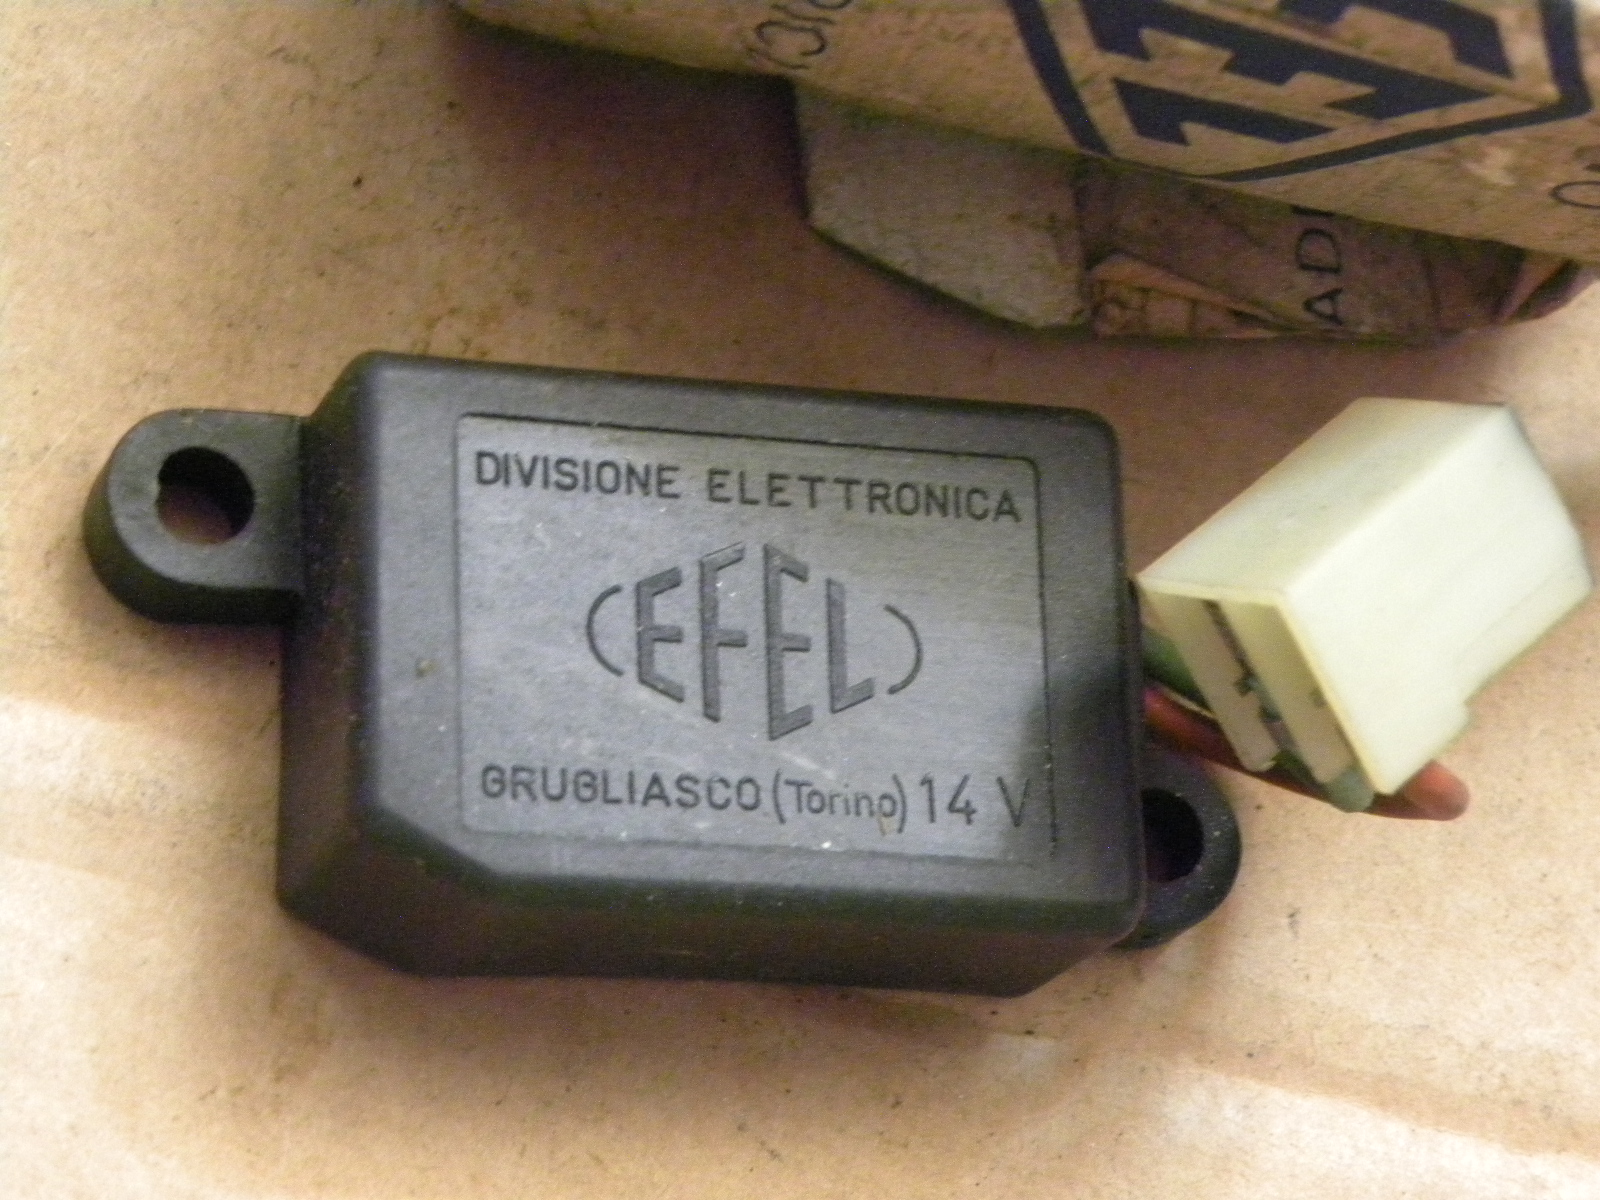 DIVISIONE ELETTRONICA
EFEL
GRUGLIASCO (Torino) 14 V